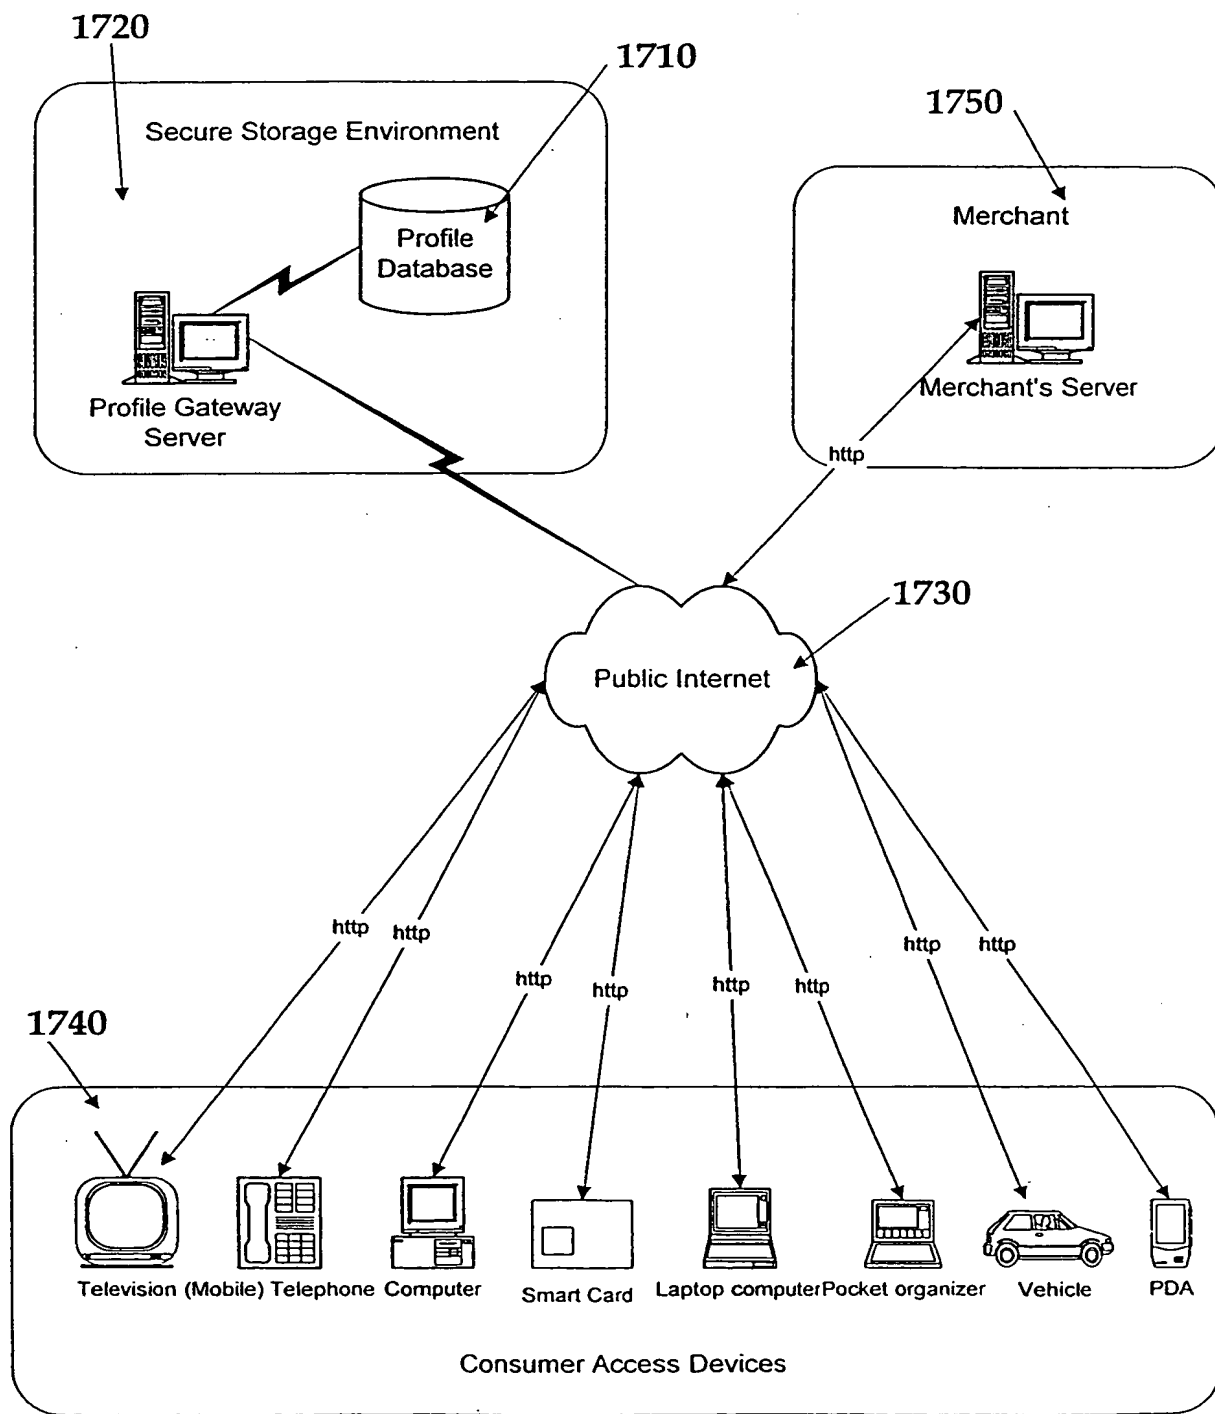 1720
1710
1750
Secure Storage Environment
Profile
Database
Merchant
Profile Gateway
Server
Merchant's Server
http
1730
Public Internet
http
http
http
http
http
http
http
http
1740
Television
(Mobile) Telephone
Computer
Smart Card
Laptop computer
Pocket organizer
Vehicle
PDA
Consumer Access Devices